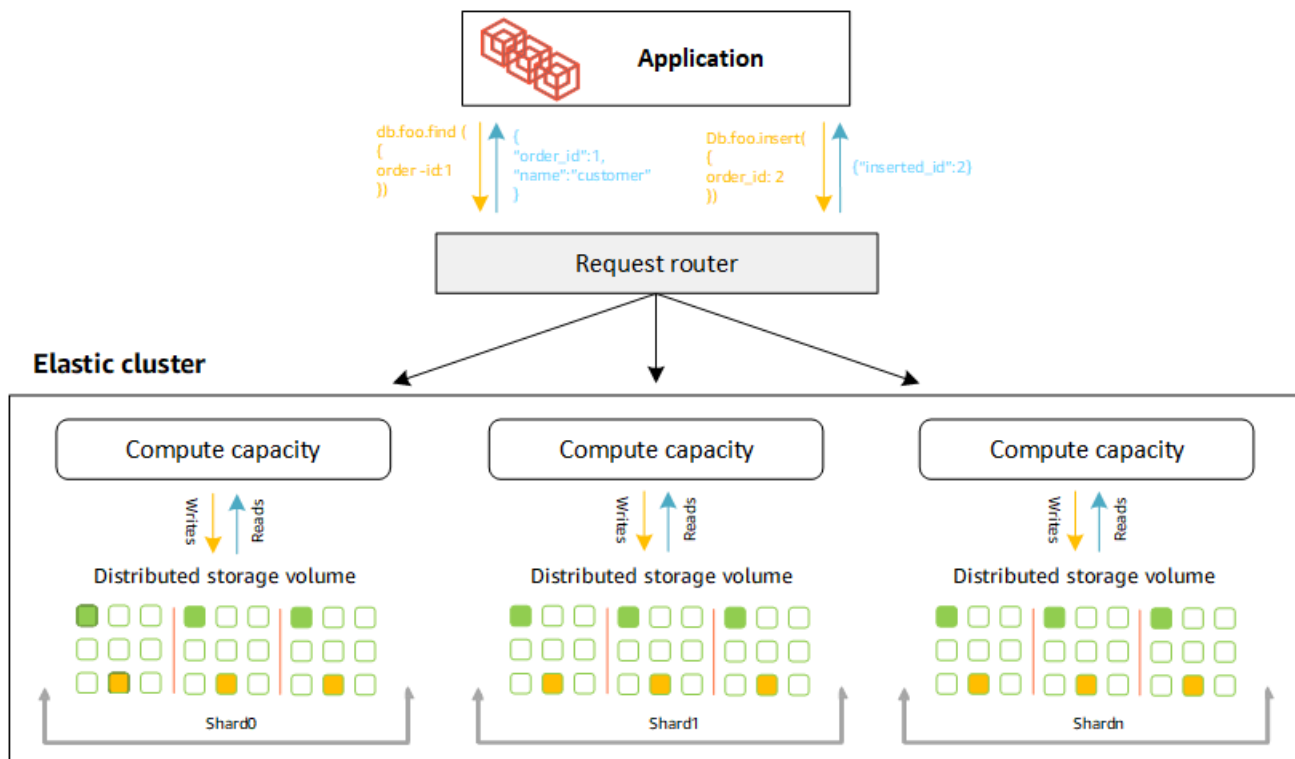 Application
db.foo.find (
{
order -id:1
})
{
"order_id":1,
"name":"customer"
}
Db.foo.insert(
{
order_id: 2
})
{"inserted_id":2}
Request router
Elastic cluster
Compute capacity
Compute capacity
Compute capacity
Writes
Reads
Writes
Reads
Writes
Reads
Distributed storage volume
Distributed storage volume
Distributed storage volume
Shard0
Shard1
Shardn